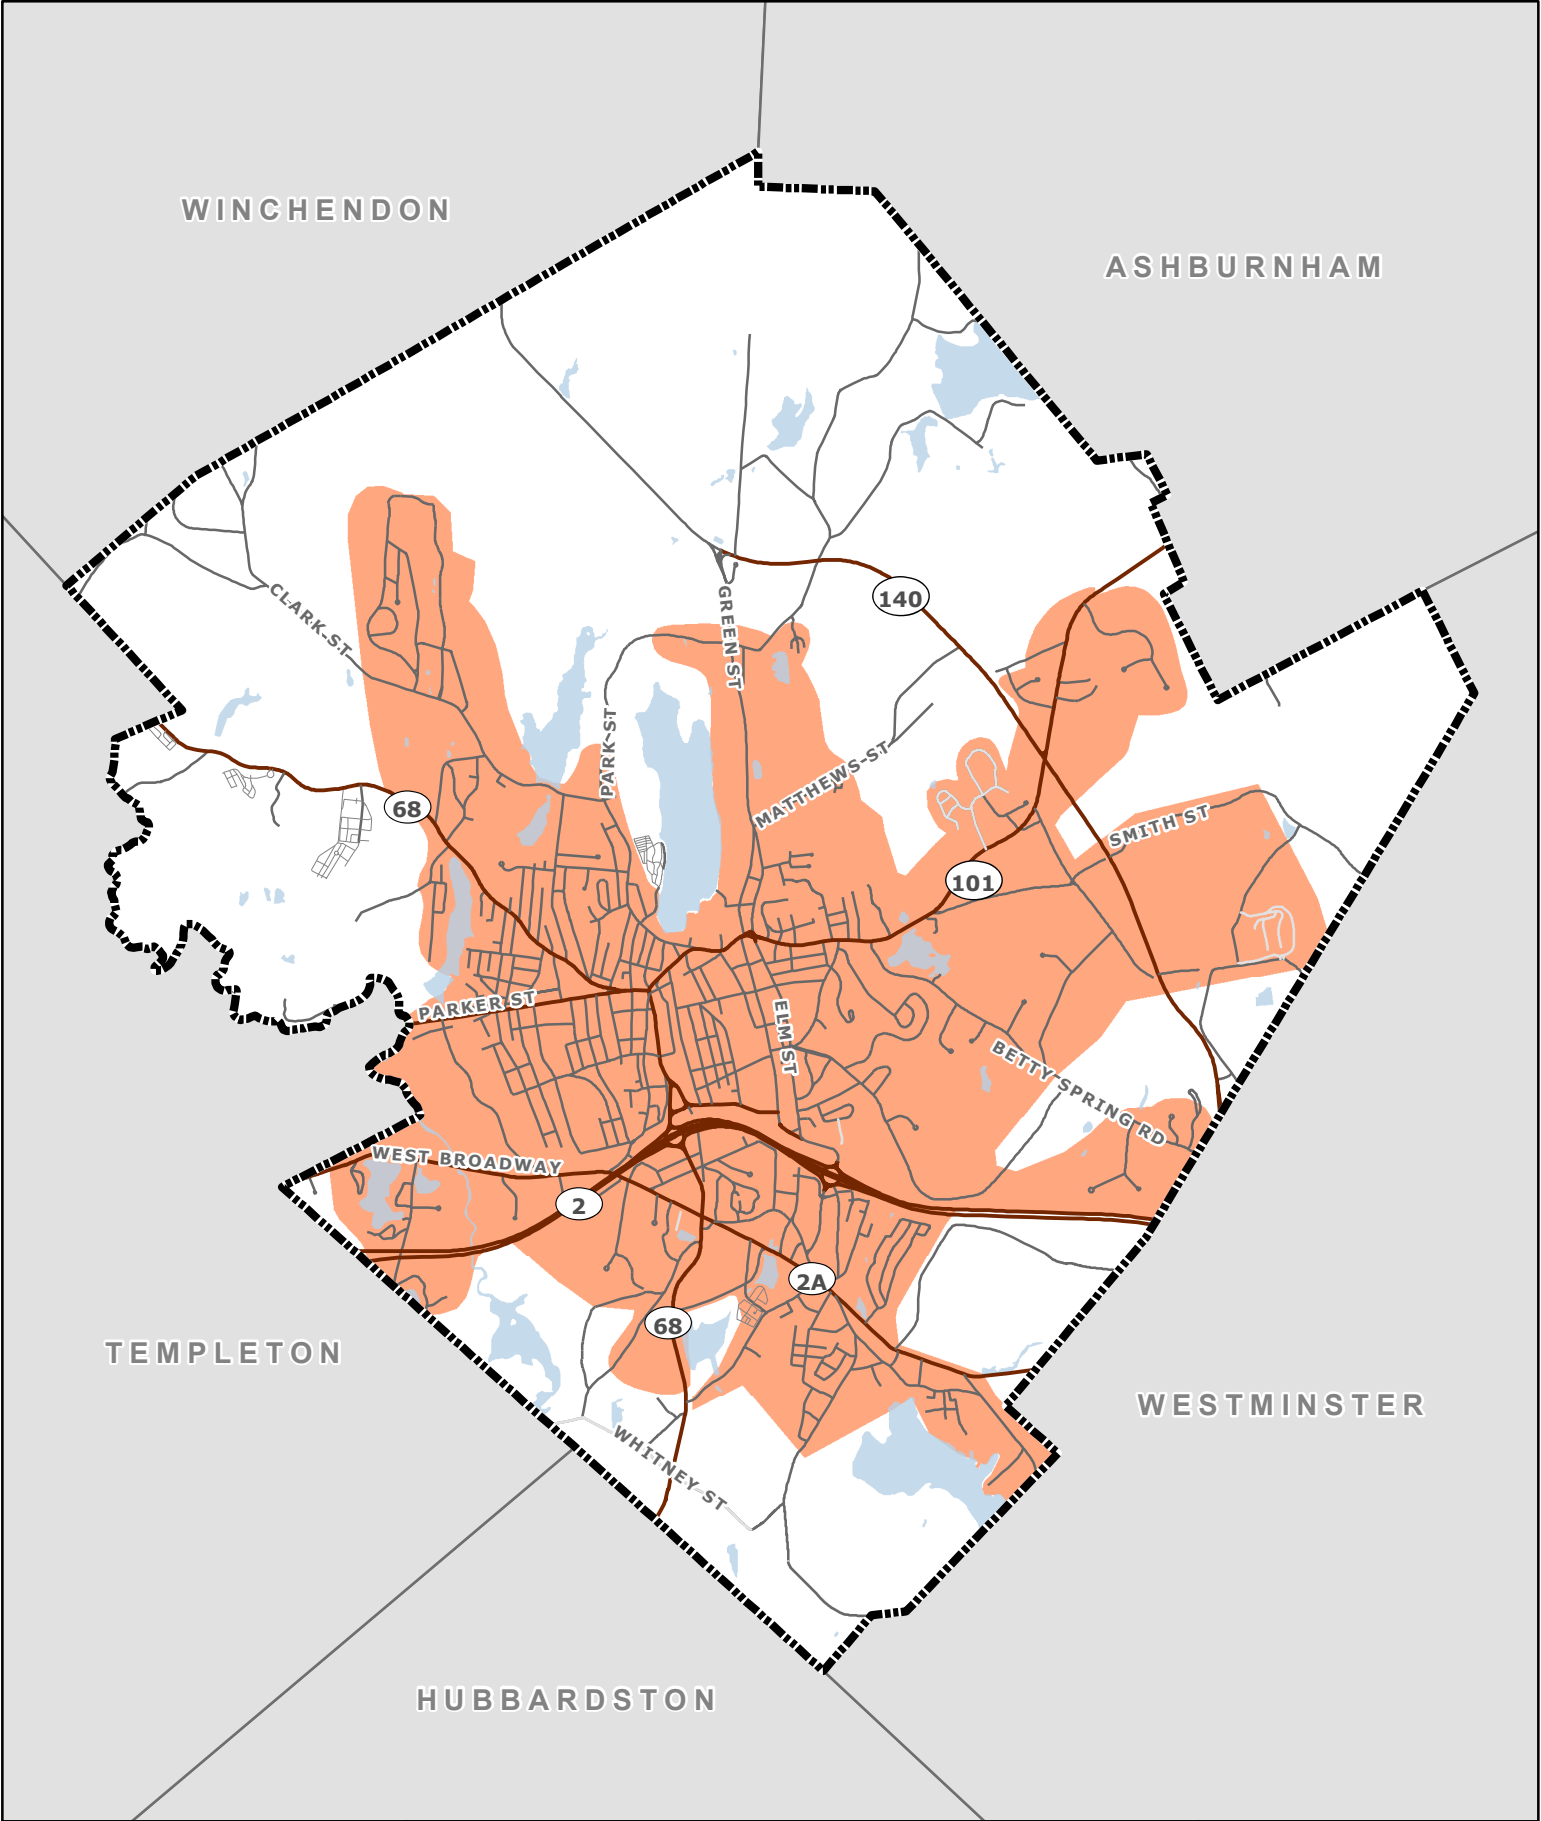 WINCHENDON
ASHBURNHAM
CLARK ST
GREEN ST
140
PARK ST
MATTHEWS ST
68
SMITH ST
101
PARKER ST
ELM ST
BETTY SPRING RD
WEST BROADWAY
2
2A
68
TEMPLETON
WESTMINSTER
WHITNEY ST
HUBBARDSTON